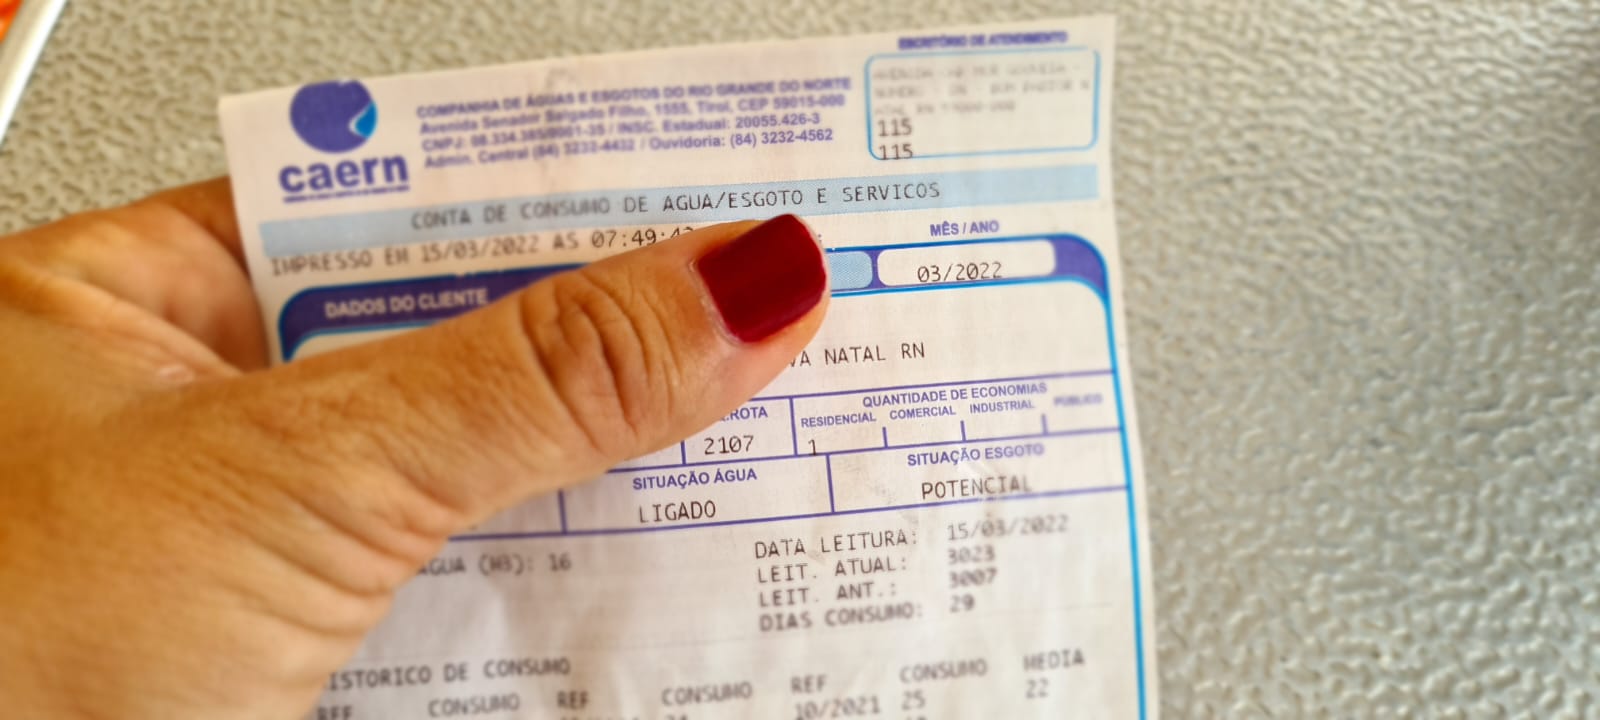 caern
COMPANHIA DE ÁGUAS E ESGOTOS DO RIO GRANDE DO NORTE
Avenida Senador Salgado Filho, 1555, Tirol, CEP 59015-000
CNPJ: 08.334.385/0001-35 / INSC. Estadual: 20055.426-3
Admin. Central (84) 3232-4432 / Ouvidoria: (84) 3232-4562
ESCRITÓRIO DE ATENDIMENTO
115
115
CONTA DE CONSUMO DE AGUA/ESGOTO E SERVICOS
IMPRESSO EM 15/03/2022 AS 07:49:
MÊS / ANO
03/2022
DADOS DO CLIENTE
VA NATAL RN
ROTA
2107
QUANTIDADE DE ECONOMIAS
RESIDENCIAL COMERCIAL INDUSTRIAL PÚBLICO
1
SITUAÇÃO ÁGUA
LIGADO
SITUAÇÃO ESGOTO
POTENCIAL
AGUA (M3): 16
DATA LEITURA: 15/03/2022
LEIT. ATUAL: 3023
LEIT. ANT.: 3007
DIAS CONSUMO: 29
ISTORICO DE CONSUMO
REF CONSUMO REF CONSUMO REF CONSUMO MEDIA
10/2021 25 22